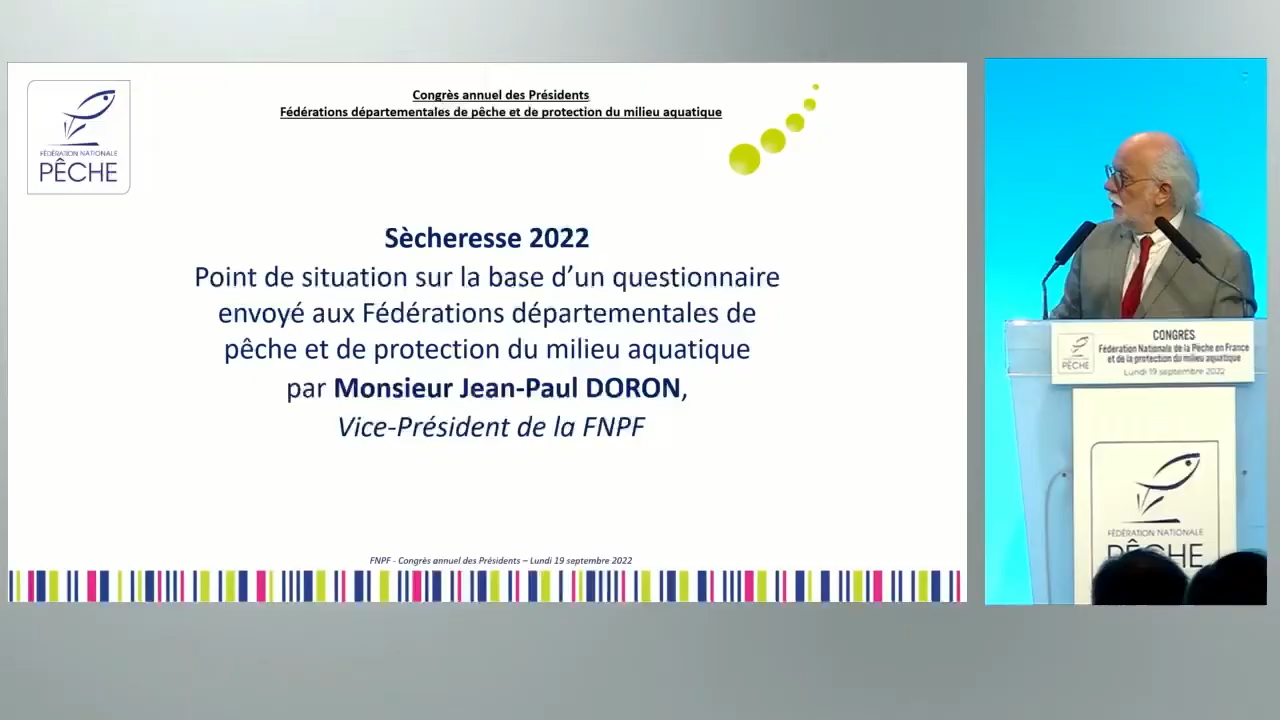 FÉDÉRATION NATIONALE
PÊCHE
Congrès annuel des Présidents
Fédérations départementales de pêche et de protection du milieu aquatique
Sècheresse 2022
Point de situation sur la base d’un questionnaire
envoyé aux Fédérations départementales de
pêche et de protection du milieu aquatique
par Monsieur Jean-Paul DORON,
Vice-Président de la FNPF
FNPF - Congrès annuel des Présidents – Lundi 19 septembre 2022
PÊCHE
CONGRÈS
Fédération Nationale de la Pêche en France
et de la protection du milieu aquatique
Lundi 19 septembre 2022
FÉDÉRATION NATIONALE
PÊCHE